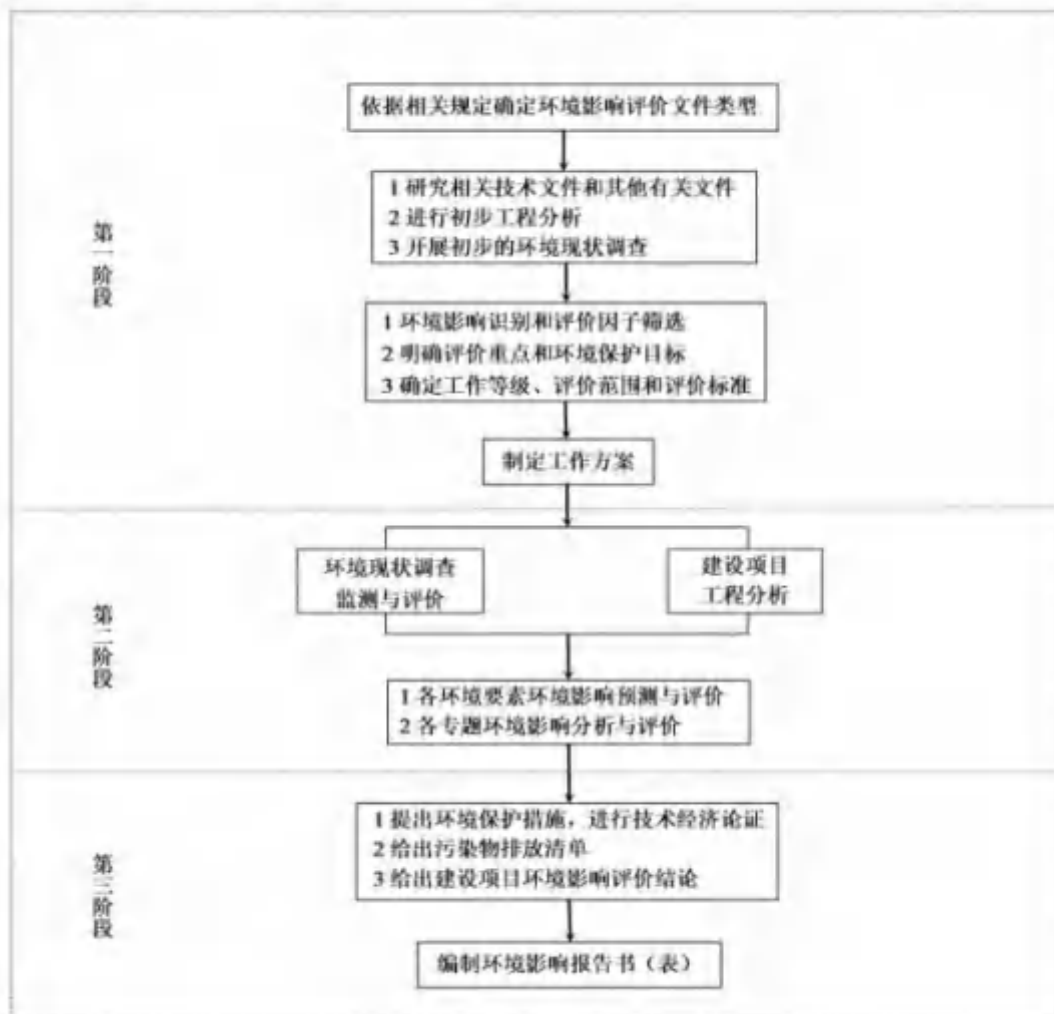 依据相关规定确定环境影响评价文件类型
1 研究相关技术文件和其他有关文件
2 进行初步工程分析
3 开展初步的环境现状调查
第一阶段
1 环境影响识别和评价因子筛选
2 明确评价重点和环境保护目标
3 确定工作等级、评价范围和评价标准
制定工作方案
环境现状调查
监测与评价
建设项目
工程分析
第二阶段
1 各环境要素环境影响预测与评价
2 各专题环境影响分析与评价
1 提出环境保护措施，进行技术经济论证
2 给出污染物排放清单
3 给出建设项目环境影响评价结论
第三阶段
编制环境影响报告书（表）